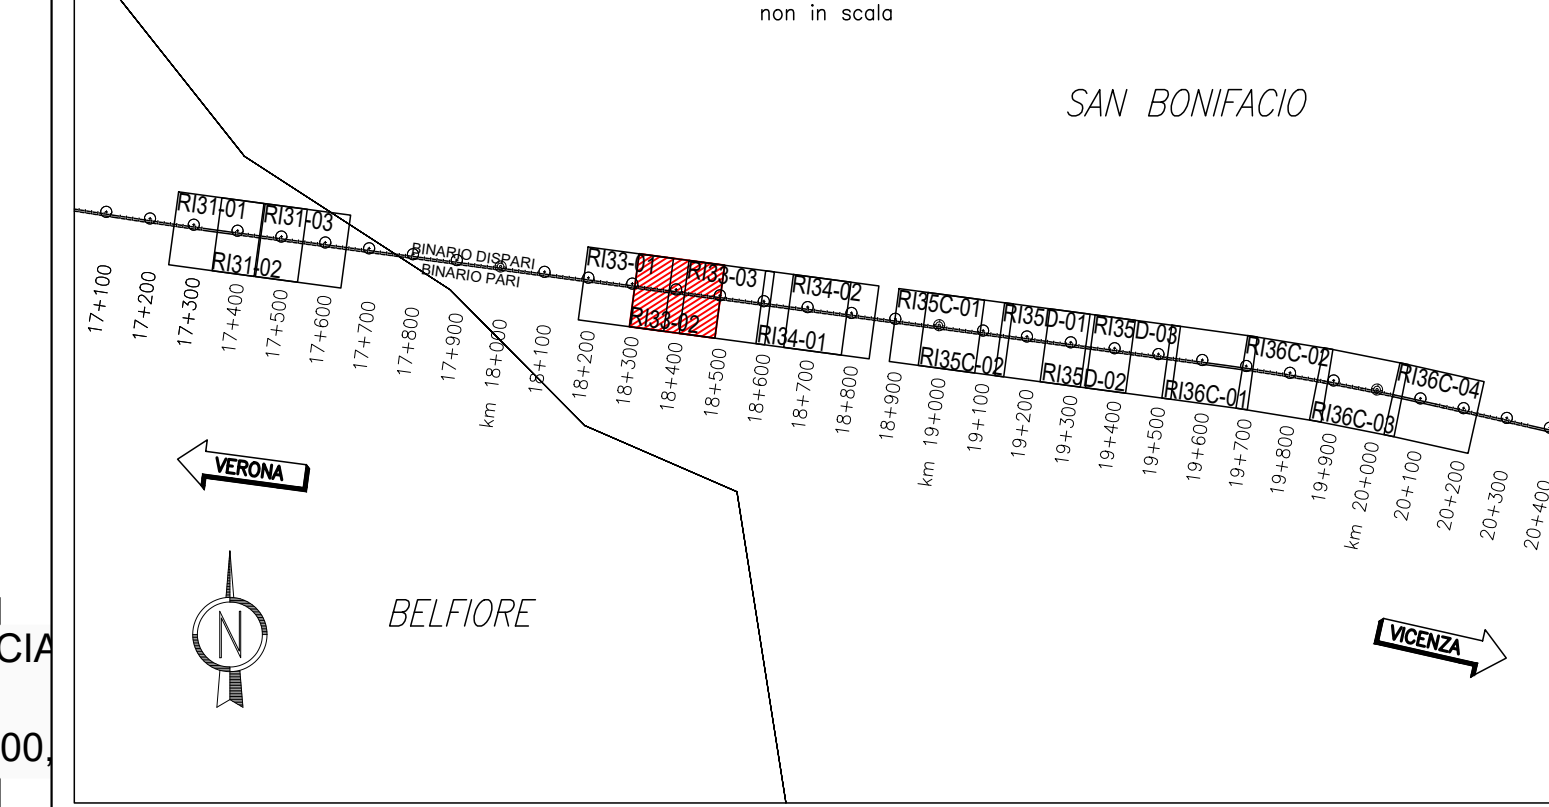 non in scala
SAN BONIFACIO
RI31-01
RI31-03
RI31-02
BINARIO DISPARI
BINARIO PARI
RI33-01
RI33-03
RI33-02
RI34-02
RI34-01
RI35C-01
RI35C-02
RI35D-01
RI35D-03
RI35D-02
RI36C-02
RI36C-01
RI36C-04
RI36C-03
17+100
17+200
17+300
17+400
17+500
17+600
17+700
17+800
17+900
km 18+000
18+100
18+200
18+300
18+400
18+500
18+600
18+700
18+800
18+900
km 19+000
19+100
19+200
19+300
19+400
19+500
19+600
19+700
19+800
19+900
km 20+000
20+100
20+200
20+300
20+400
VERONA
N
BELFIORE
VICENZA
CIA
00,